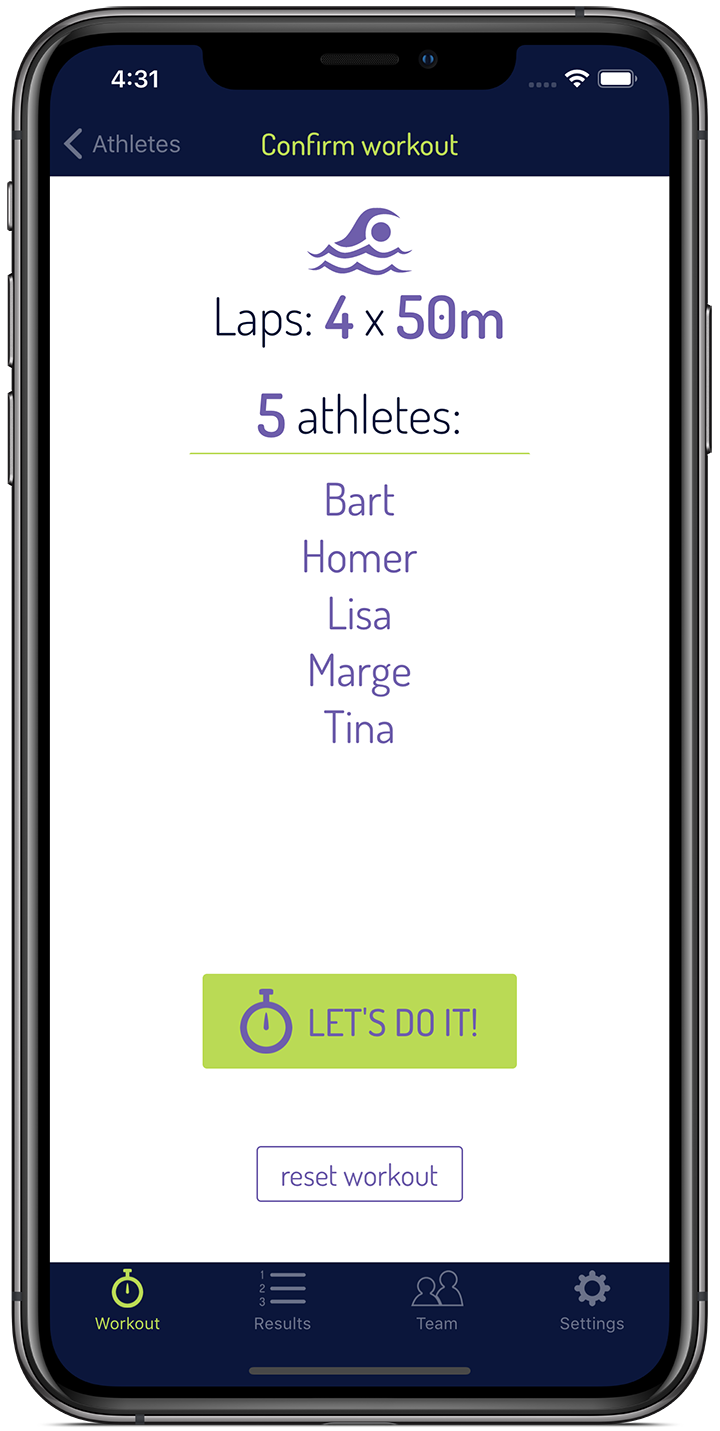 4:31
Athletes
Confirm workout
Laps: 4 x 50m
5 athletes:
Bart
Homer
Lisa
Marge
Tina
LET'S DO IT!
reset workout
1
2
3
Workout
Results
Team
Settings